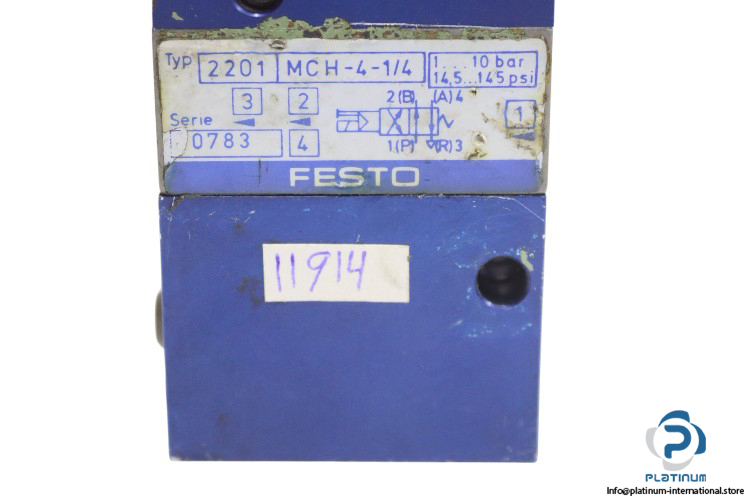 Typ 2201 MCH-4-1/4 1...10 bar
14,5...145 psi
3 2 2(B) (A)4 1
Serie
0783 4 1(P) (R)3
FESTO
11914
PLATINUM
Info@platinum-international.store